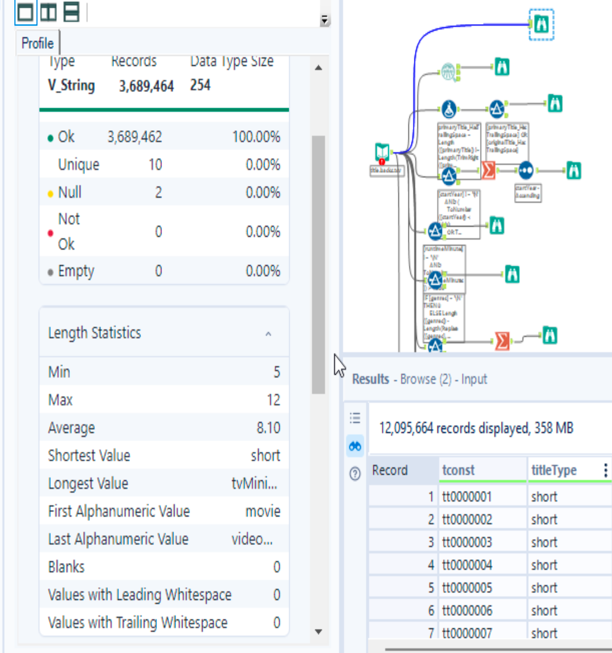 Profile
Type Records Data Type Size
V_String 3,689,464 254
Ok 3,689,462 100.00%
Unique 10 0.00%
Null 2 0.00%
Not
Ok 0 0.00%
Empty 0 0.00%
Length Statistics
Min 5
Max 12
Average 8.10
Shortest Value short
Longest Value tvMini...
First Alphanumeric Value movie
Last Alphanumeric Value video...
Blanks 0
Values with Leading Whitespace 0
Values with Trailing Whitespace 0
Results - Browse (2) - Input
12,095,664 records displayed, 358 MB
Record tconst titleType
1 tt0000001 short
2 tt0000002 short
3 tt0000003 short
4 tt0000004 short
5 tt0000005 short
6 tt0000006 short
7 tt0000007 short